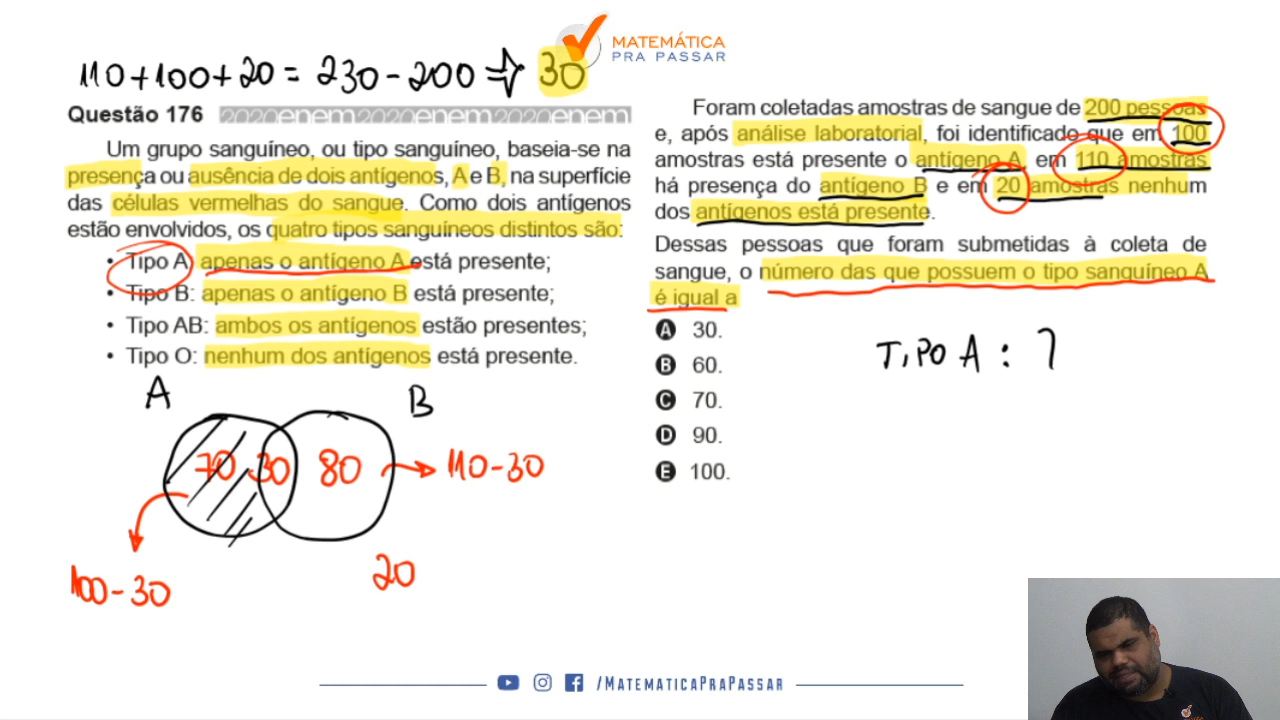 MATEMÁTICA
PRA PASSAR
110+100+20 = 230-200 ⇒ 30
Questão 176 2020enem2020enem2020enem
Um grupo sanguíneo, ou tipo sanguíneo, baseia-se na
presença ou ausência de dois antígenos, A e B, na superfície
das células vermelhas do sangue. Como dois antígenos
estão envolvidos, os quatro tipos sanguíneos distintos são:
• Tipo A: apenas o antígeno A está presente;
• Tipo B: apenas o antígeno B está presente;
• Tipo AB: ambos os antígenos estão presentes;
• Tipo O: nenhum dos antígenos está presente.
A B
70 30 80 110-30
100-30 20
Foram coletadas amostras de sangue de 200 pessoas
e, após análise laboratorial, foi identificado que em 100
amostras está presente o antígeno A, em 110 amostras
há presença do antígeno B e em 20 amostras nenhum
dos antígenos está presente.
Dessas pessoas que foram submetidas à coleta de
sangue, o número das que possuem o tipo sanguíneo A
é igual a
A 30.
B 60.
C 70.
D 90.
E 100.
TIPO A : 7
/MATEMATICAPRAPASSAR